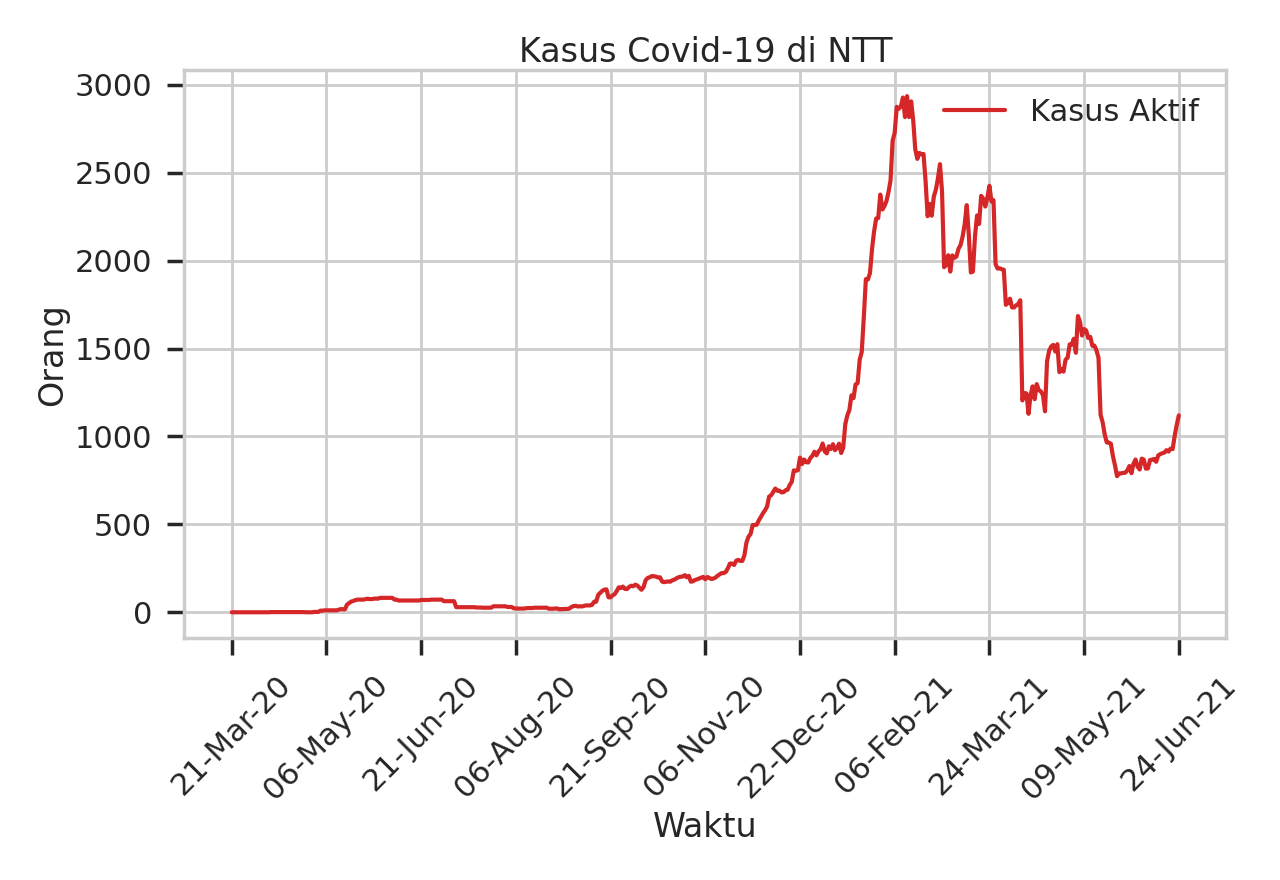 Kasus Covid-19 di NTT
3000
2500
2000
1500
1000
500
0
Orang
Kasus Aktif
21-Mar-20
06-May-20
21-Jun-20
06-Aug-20
21-Sep-20
06-Nov-20
22-Dec-20
06-Feb-21
24-Mar-21
09-May-21
24-Jun-21
Waktu